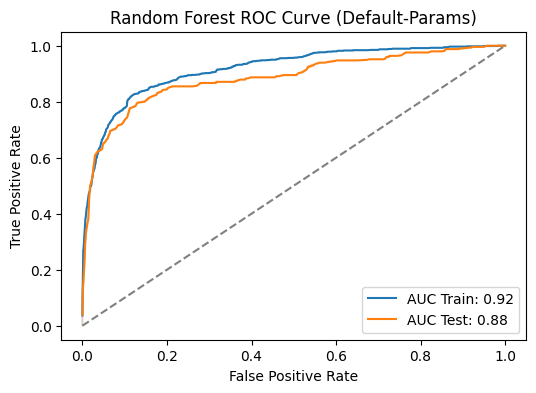 Random Forest ROC Curve (Default-Params)
True Positive Rate
1.0
0.8
0.6
0.4
0.2
0.0
AUC Train: 0.92
AUC Test: 0.88
0.0 0.2 0.4 0.6 0.8 1.0
False Positive Rate